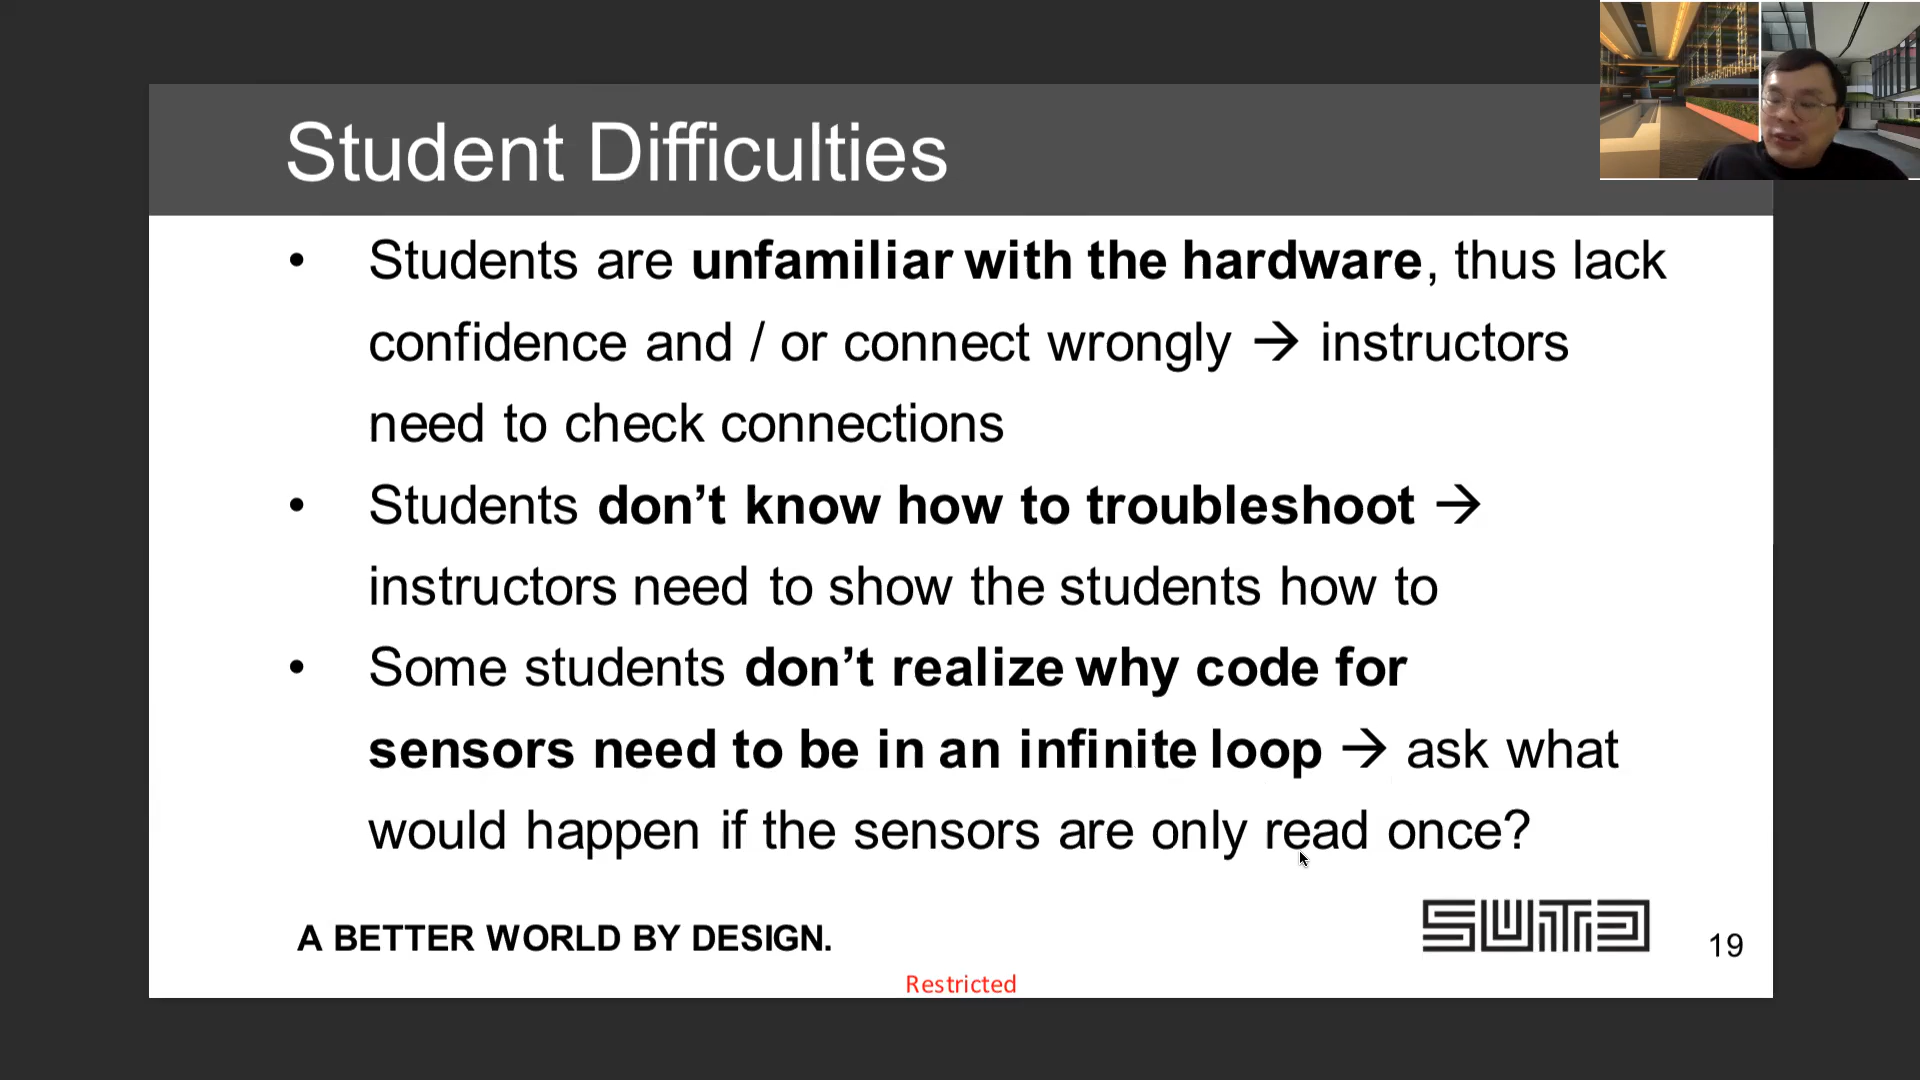 Student Difficulties
• Students are unfamiliar with the hardware, thus lack
confidence and / or connect wrongly → instructors
need to check connections
• Students don’t know how to troubleshoot →
instructors need to show the students how to
• Some students don’t realize why code for
sensors need to be in an infinite loop → ask what
would happen if the sensors are only read once?
A BETTER WORLD BY DESIGN.
SUTD
19
Restricted